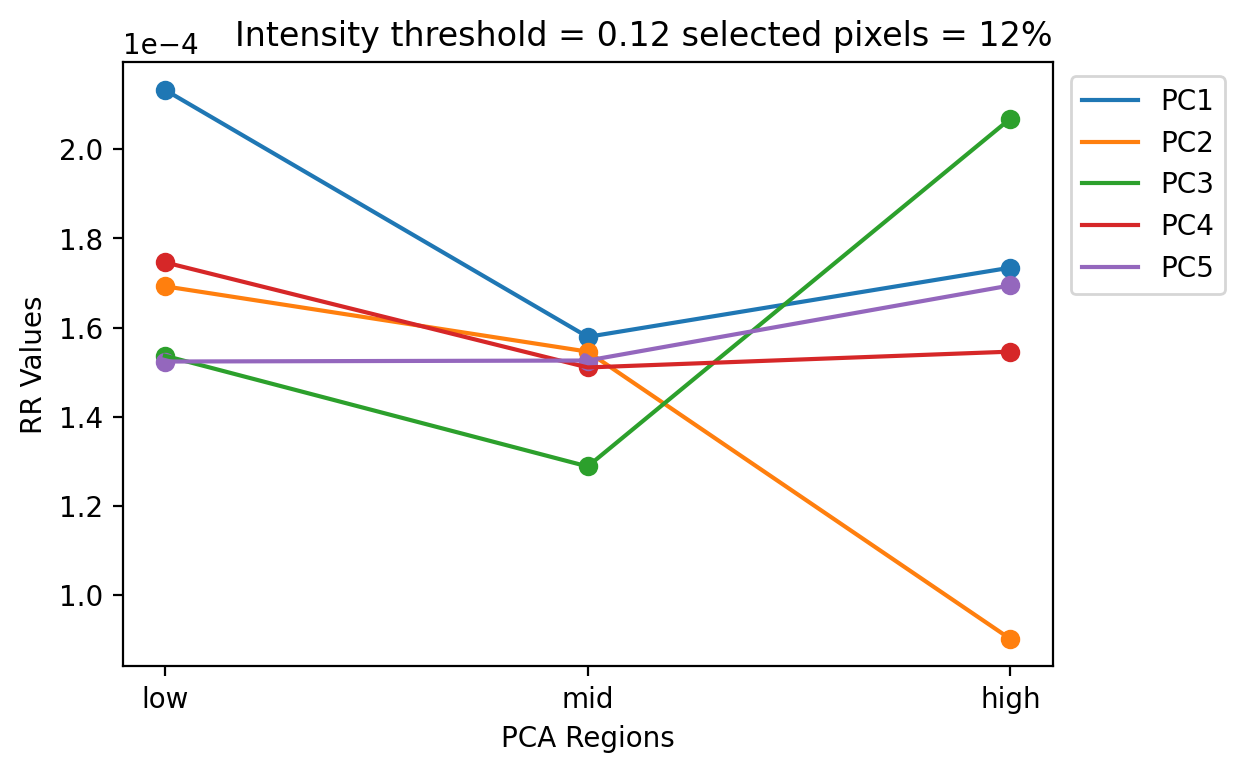 Intensity threshold = 0.12 selected pixels = 12%
1e−4
2.0
1.8
1.6
1.4
1.2
1.0
RR Values
low
mid
high
PCA Regions
PC1
PC2
PC3
PC4
PC5